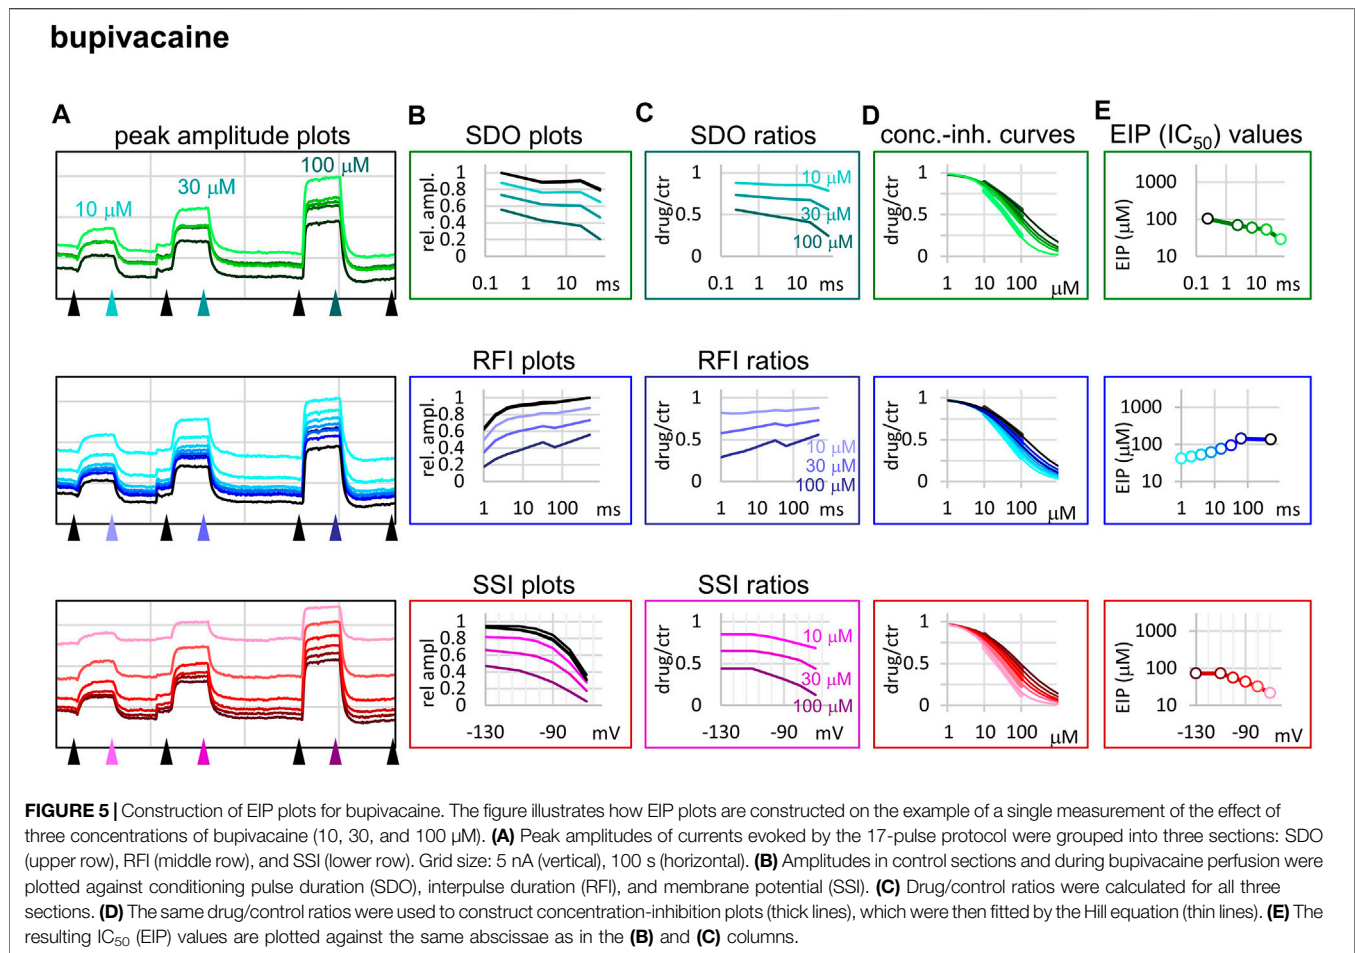 bupivacaine
A B C D E
peak amplitude plots SDO plots SDO ratios conc.-inh. curves EIP (IC50) values
10 μM 30 μM 100 μM
rel. ampl. 1 0.8 0.6 0.4 0.2 0 0.1 1 10 ms
drug/ctr 1 0.5 0 10 μM 30 μM 100 μM 0.1 1 10 ms
drug/ctr 1 0.5 0 1 10 100 μM
EIP (μM) 1000 100 10 0.1 1 10 ms
RFI plots RFI ratios
rel. ampl. 1 0.8 0.6 0.4 0.2 0 1 10 100 ms
drug/ctr 1 0.5 0 10 μM 30 μM 100 μM 1 10 100 ms
drug/ctr 1 0.5 0 1 10 100 μM
EIP (μM) 1000 100 10 1 10 100 ms
SSI plots SSI ratios
rel ampl 1 0.8 0.6 0.4 0.2 0 -130 -90 mV
drug/ctr 1 0.5 0 10 μM 30 μM 100 μM -130 -90 mV
drug/ctr 1 0.5 0 1 10 100 μM
EIP (μM) 1000 100 10 -130 -90 mV
FIGURE 5 | Construction of EIP plots for bupivacaine. The figure illustrates how EIP plots are constructed on the example of a single measurement of the effect of
three concentrations of bupivacaine (10, 30, and 100 μM). (A) Peak amplitudes of currents evoked by the 17-pulse protocol were grouped into three sections: SDO
(upper row), RFI (middle row), and SSI (lower row). Grid size: 5 nA (vertical), 100 s (horizontal). (B) Amplitudes in control sections and during bupivacaine perfusion were
plotted against conditioning pulse duration (SDO), interpulse duration (RFI), and membrane potential (SSI). (C) Drug/control ratios were calculated for all three
sections. (D) The same drug/control ratios were used to construct concentration-inhibition plots (thick lines), which were then fitted by the Hill equation (thin lines). (E) The
resulting IC50 (EIP) values are plotted against the same abscissae as in the (B) and (C) columns.